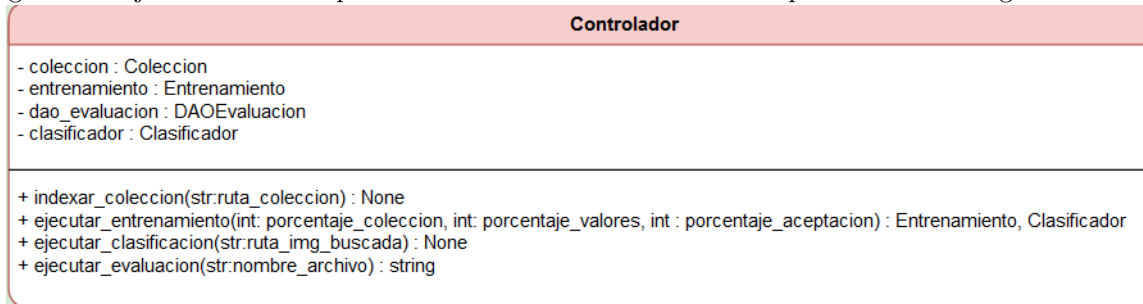 Controlador
- coleccion : Coleccion
- entrenamiento : Entrenamiento
- dao_evaluacion : DAOEvaluacion
- clasificador : Clasificador
+ indexar_coleccion(str:ruta_coleccion) : None
+ ejecutar_entrenamiento(int: porcentaje_coleccion, int: porcentaje_valores, int : porcentaje_aceptacion) : Entrenamiento, Clasificador
+ ejecutar_clasificacion(str:ruta_img_buscada) : None
+ ejecutar_evaluacion(str:nombre_archivo) : string